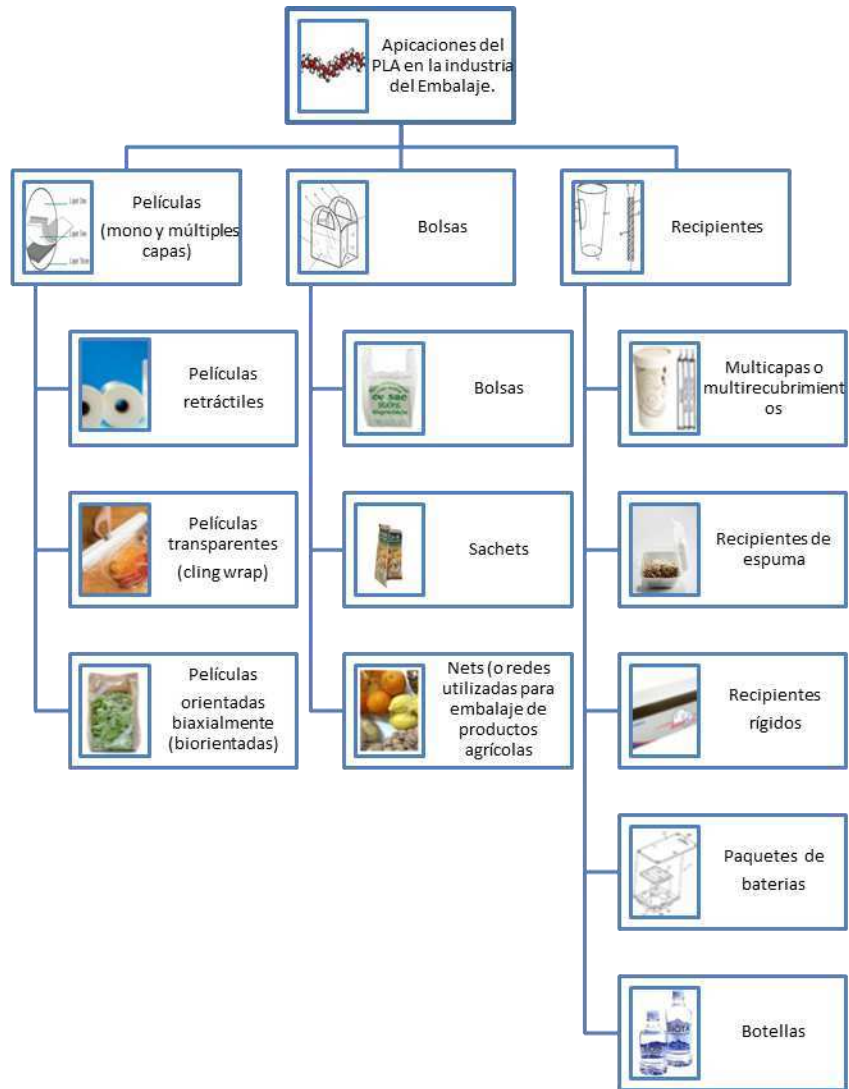 Apicaciones del
PLA en la industria
del Embalaje.
Películas
(mono y múltiples
capas)
Bolsas
Recipientes
Películas
retráctiles
Bolsas
Multicapas o
multirecubrimient
os
Películas
transparentes
(cling wrap)
Sachets
Recipientes de
espuma
Películas
orientadas
biaxialmente
(biorientadas)
Nets (o redes
utilizadas para
embalaje de
productos
agrícolas
Recipientes
rígidos
Paquetes de
baterias
Botellas
BIOTA